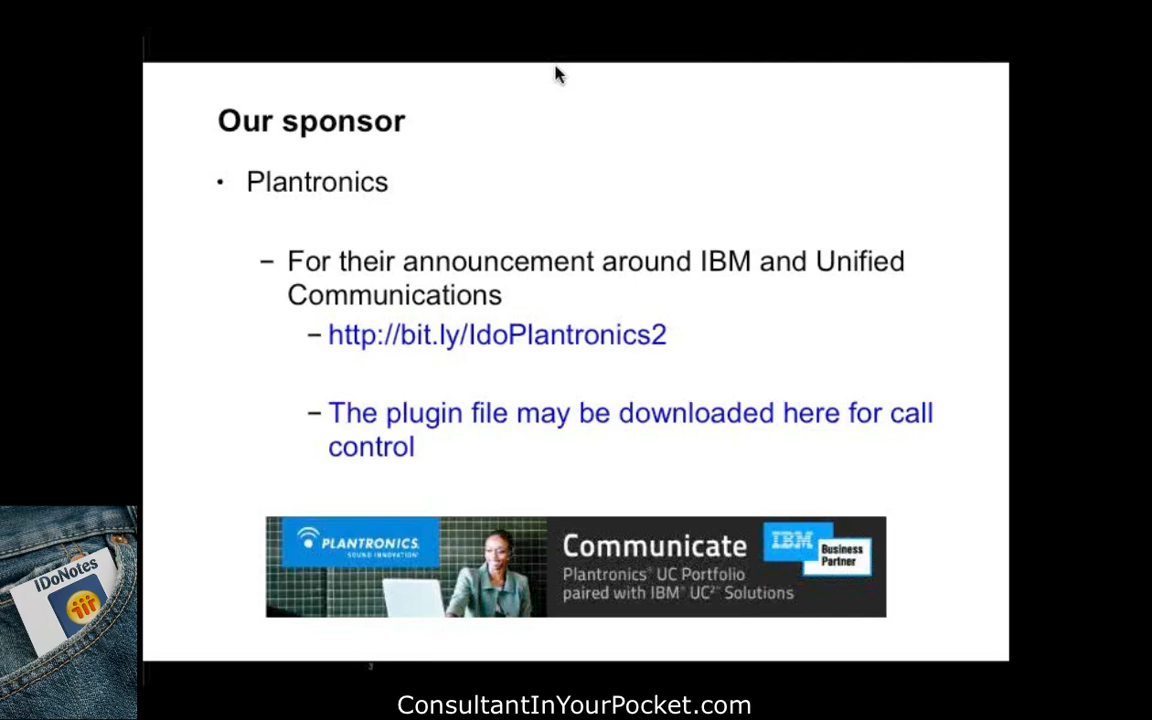 Our sponsor
• Plantronics
– For their announcement around IBM and Unified
Communications
– http://bit.ly/IdoPlantronics2
– The plugin file may be downloaded here for call
control
PLANTRONICS.
SOUND INNOVATION
Communicate
Plantronics® UC Portfolio
paired with IBM® UC²™ Solutions
IBM
Business
Partner
IDoNotes
3
ConsultantInYourPocket.com